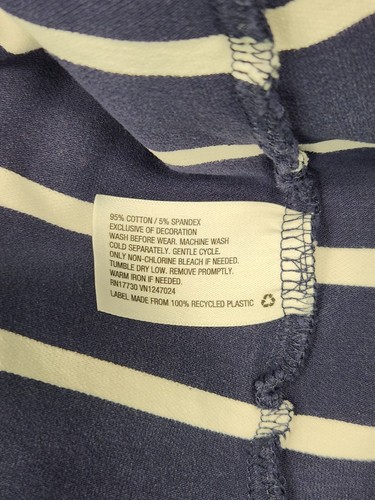 95% COTTON / 5% SPANDEX
EXCLUSIVE OF DECORATION
WASH BEFORE WEAR. MACHINE WASH
COLD SEPARATELY. GENTLE CYCLE.
ONLY NON-CHLORINE BLEACH IF NEEDED.
TUMBLE DRY LOW. REMOVE PROMPTLY.
WARM IRON IF NEEDED.
RN17730 VN1247024
LABEL MADE FROM 100% RECYCLED PLASTIC